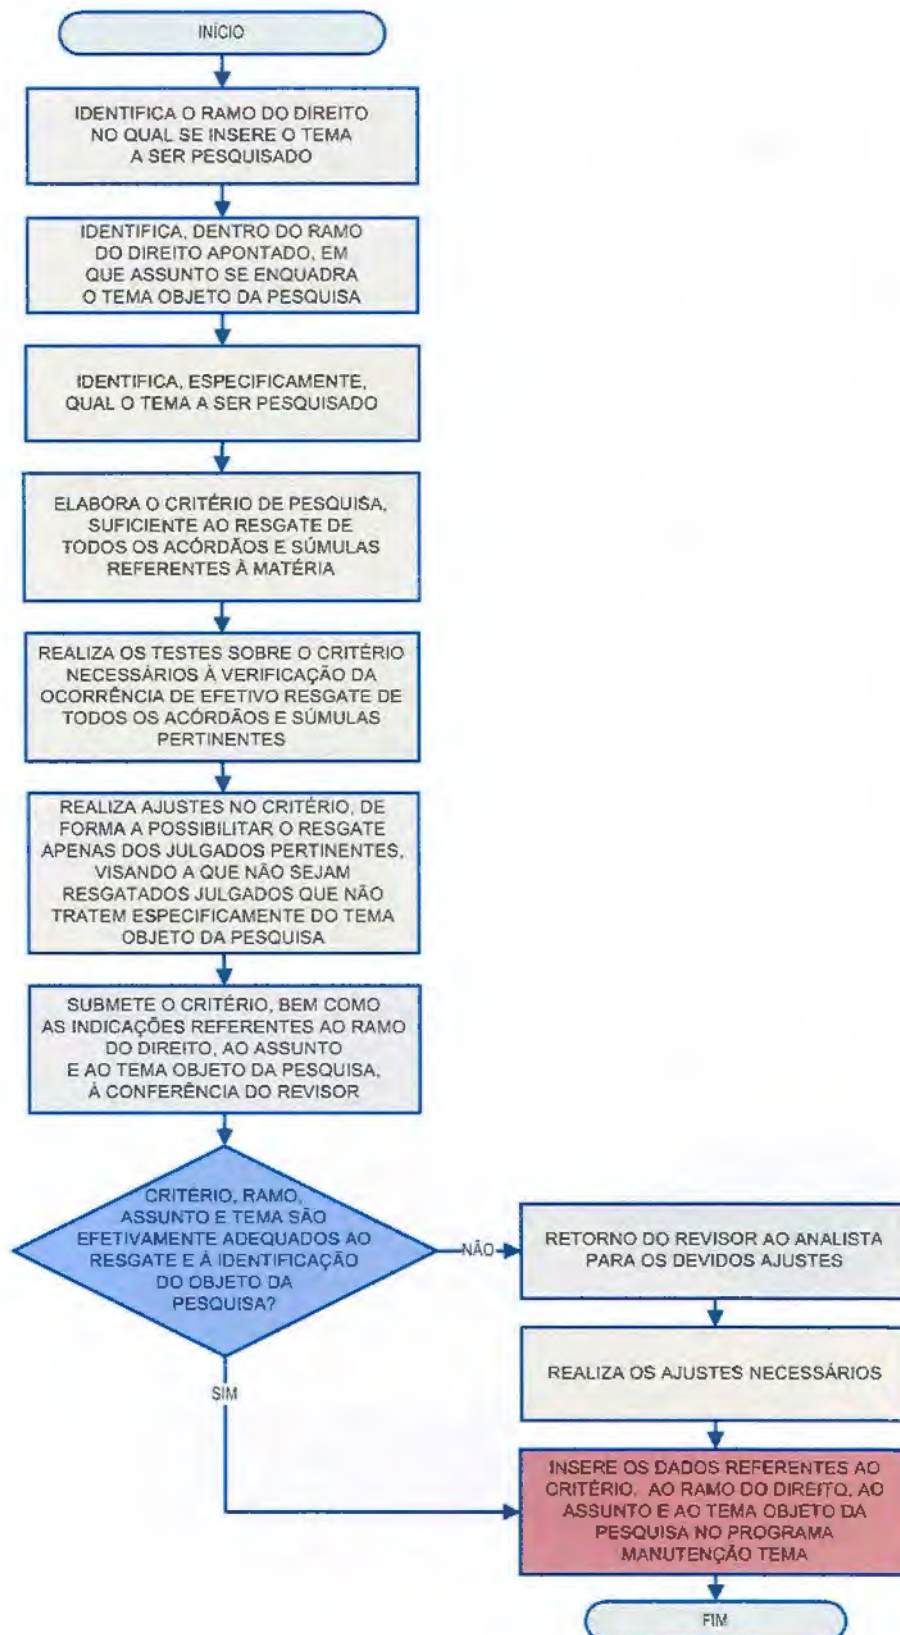 INÍCIO
IDENTIFICA O RAMO DO DIREITO
NO QUAL SE INSERE O TEMA
A SER PESQUISADO
IDENTIFICA, DENTRO DO RAMO
DO DIREITO APONTADO, EM
QUE ASSUNTO SE ENQUADRA
O TEMA OBJETO DA PESQUISA
IDENTIFICA, ESPECIFICAMENTE,
QUAL O TEMA A SER PESQUISADO
ELABORA O CRITÉRIO DE PESQUISA,
SUFICIENTE AO RESGATE DE
TODOS OS ACÓRDÃOS E SÚMULAS
REFERENTES À MATÉRIA
REALIZA OS TESTES SOBRE O CRITÉRIO
NECESSÁRIOS À VERIFICAÇÃO DA
OCORRÊNCIA DE EFETIVO RESGATE DE
TODOS OS ACÓRDÃOS E SÚMULAS
PERTINENTES
REALIZA AJUSTES NO CRITÉRIO, DE
FORMA A POSSIBILITAR O RESGATE
APENAS DOS JULGADOS PERTINENTES,
VISANDO A QUE NÃO SEJAM
RESGATADOS JULGADOS QUE NÃO
TRATEM ESPECIFICAMENTE DO TEMA
OBJETO DA PESQUISA
SUBMETE O CRITÉRIO, BEM COMO
AS INDICAÇÕES REFERENTES AO RAMO
DO DIREITO, AO ASSUNTO
E AO TEMA OBJETO DA PESQUISA,
À CONFERÊNCIA DO REVISOR
CRITÉRIO, RAMO,
ASSUNTO E TEMA SÃO
EFETIVAMENTE ADEQUADOS AO
RESGATE E À IDENTIFICAÇÃO
DO OBJETO DA
PESQUISA?
NÃO
RETORNO DO REVISOR AO ANALISTA
PARA OS DEVIDOS AJUSTES
REALIZA OS AJUSTES NECESSÁRIOS
SIM
INSERE OS DADOS REFERENTES AO
CRITÉRIO, AO RAMO DO DIREITO, AO
ASSUNTO E AO TEMA OBJETO DA
PESQUISA NO PROGRAMA
MANUTENÇÃO TEMA
FIM